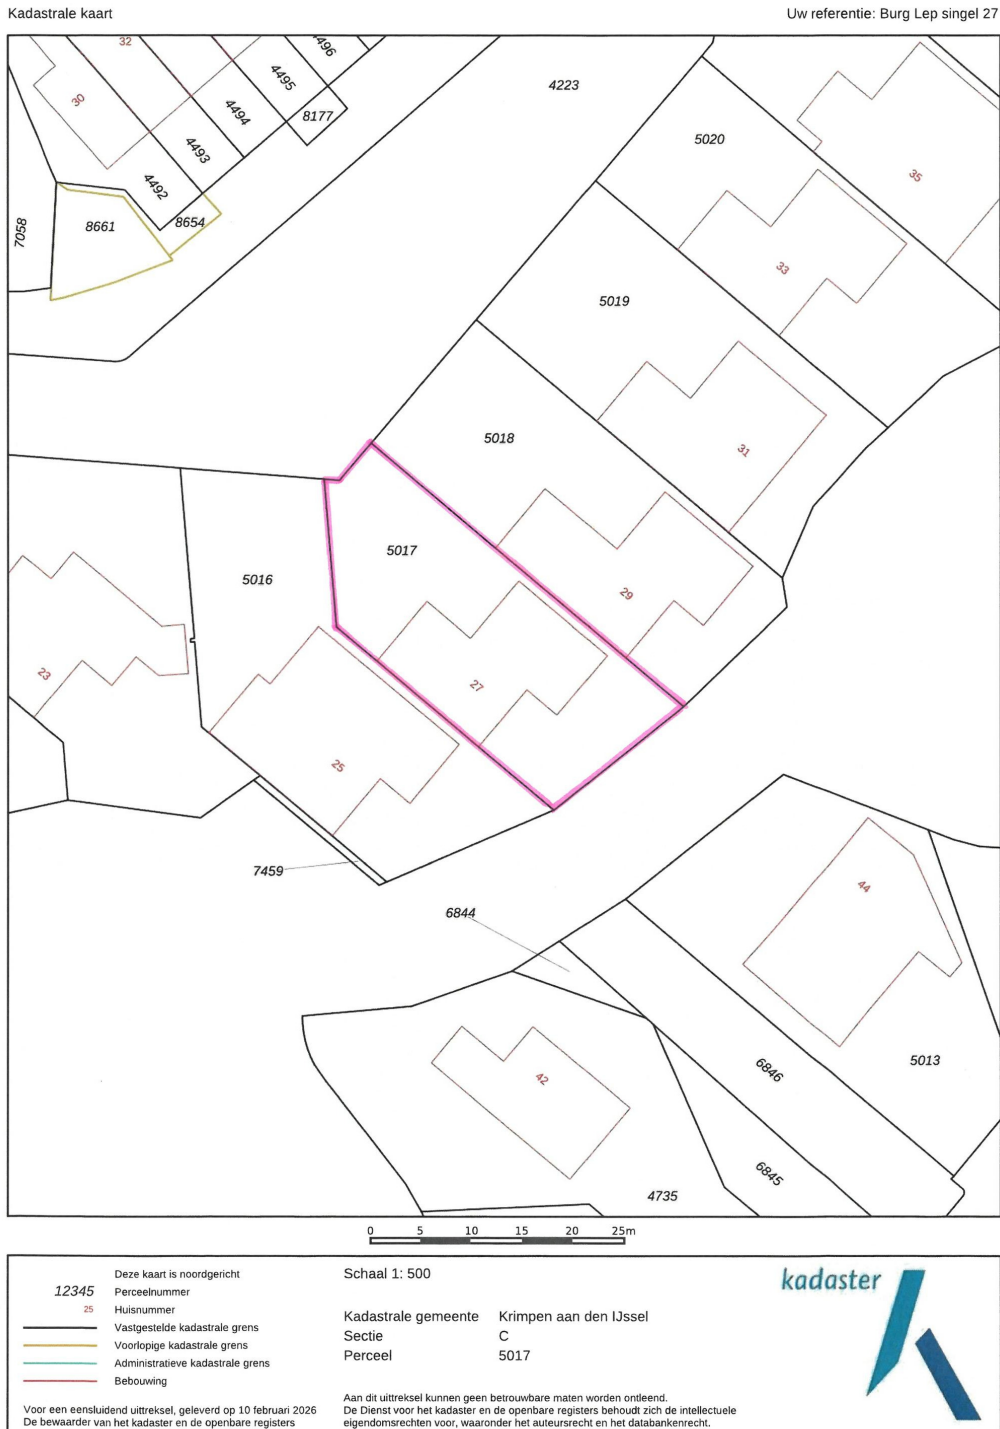 Kadastrale kaart
Uw referentie: Burg Lep singel 27
32
4496
4495
4223
30
4494
8177
5020
4493
35
4492
8654
7058
8661
33
5019
5018
31
5017
5016
29
23
27
25
7459
44
6844
5013
6846
42
6845
4735
0 5 10 15 20 25m
Deze kaart is noordgericht
12345 Perceelnummer
25 Huisnummer
Vastgestelde kadastrale grens
Voorlopige kadastrale grens
Administratieve kadastrale grens
Bebouwing
Voor een eensluidend uittreksel, geleverd op 10 februari 2026
De bewaarder van het kadaster en de openbare registers
Schaal 1: 500
Kadastrale gemeente Krimpen aan den IJssel
Sectie C
Perceel 5017
Aan dit uittreksel kunnen geen betrouwbare maten worden ontleend.
De Dienst voor het kadaster en de openbare registers behoudt zich de intellectuele
eigendomsrechten voor, waaronder het auteursrecht en het databankenrecht.
kadaster